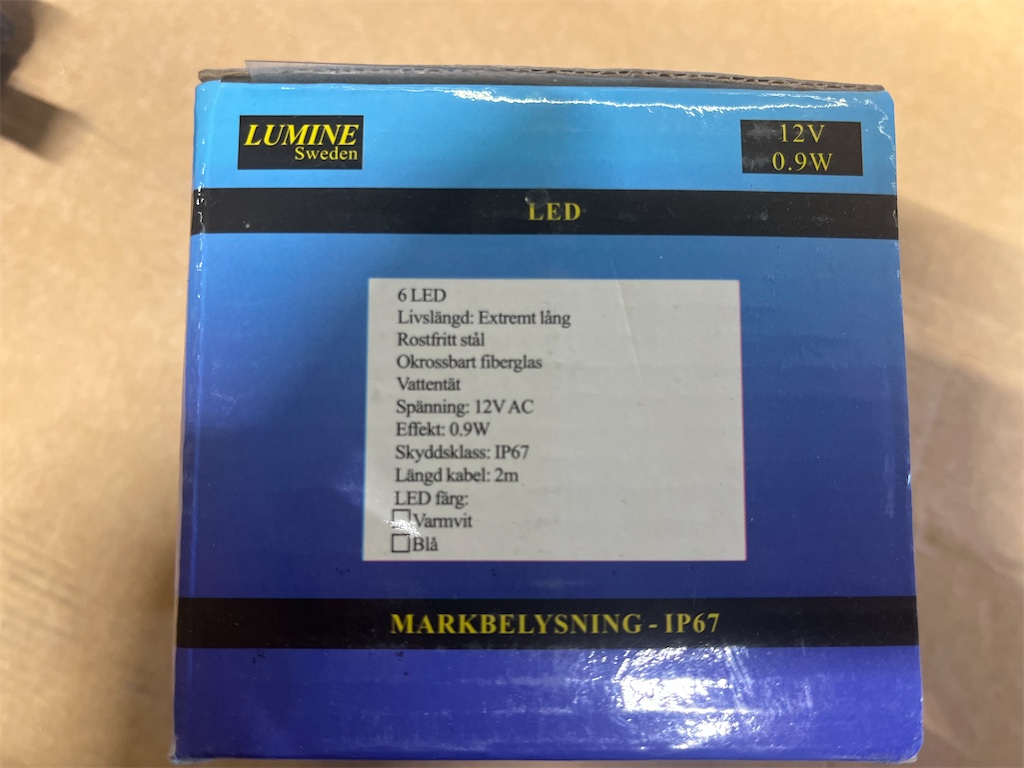 LUMINE
Sweden
12V
0.9W
LED
6 LED
Livslängd: Extremt lång
Rostfritt stål
Okrossbart fiberglas
Vattentät
Spänning: 12V AC
Effekt: 0.9W
Skyddsklass: IP67
Längd kabel: 2m
LED färg:
Varmvit
Blå
MARKBELYSNING - IP67